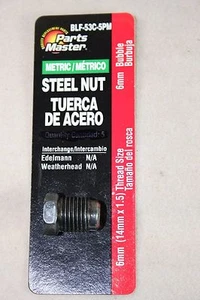 BLF-53C-5PM
Parts
Master
METRIC/MÉTRICO
STEEL NUT
TUERCA
DE ACERO
Interchange/Intercambio
Edelmann N/A
Weatherhead N/A
6mm Bubble
Burbuja
6mm (14mm x 1.5) Thread Size
Tamaño del rosca